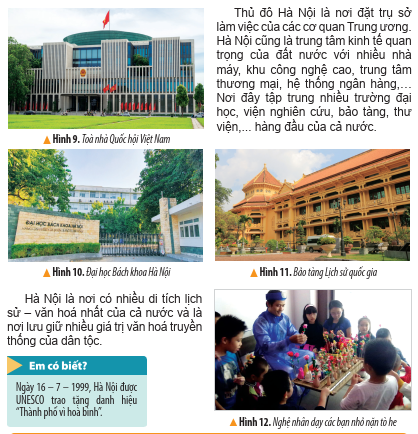 Thủ đô Hà Nội là nơi đặt trụ sở
làm việc của các cơ quan Trung ương.
Hà Nội cũng là trung tâm kinh tế quan
trọng của đất nước với nhiều nhà
máy, khu công nghệ cao, trung tâm
thương mại, hệ thống ngân hàng,…
Nơi đây tập trung nhiều trường đại
học, viện nghiên cứu, bảo tàng, thư
viện,... hàng đầu của cả nước.
Hình 9. Toà nhà Quốc hội Việt Nam
ĐẠI HỌC BÁCH KHOA HÀ NỘI
Hình 10. Đại học Bách khoa Hà Nội
Hình 11. Bảo tàng Lịch sử quốc gia
Hà Nội là nơi có nhiều di tích lịch
sử – văn hoá nhất của cả nước và là
nơi lưu giữ nhiều giá trị văn hoá truyền
thống của dân tộc.
Em có biết?
Ngày 16 – 7 – 1999, Hà Nội được
UNESCO trao tặng danh hiệu
“Thành phố vì hoà bình”.
Hình 12. Nghệ nhân dạy các bạn nhỏ nặn tò he